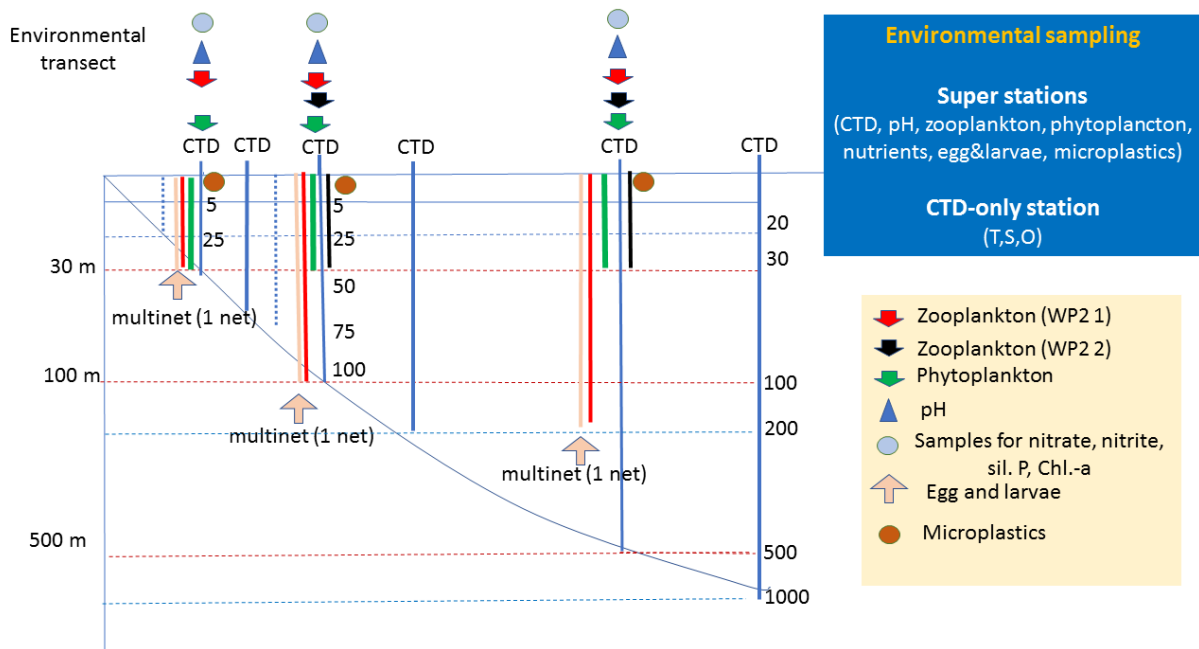 Environmental
transect
CTD
CTD
CTD
CTD
CTD
CTD
5
25
5
25
50
75
100
20
30
100
200
500
1000
30 m
100 m
500 m
multinet (1 net)
multinet (1 net)
multinet (1 net)
Environmental sampling
Super stations
(CTD, pH, zooplankton, phytoplancton,
nutrients, egg&larvae, microplastics)
CTD-only station
(T,S,O)
Zooplankton (WP2 1)
Zooplankton (WP2 2)
Phytoplankton
pH
Samples for nitrate, nitrite,
sil. P, Chl.-a
Egg and larvae
Microplastics